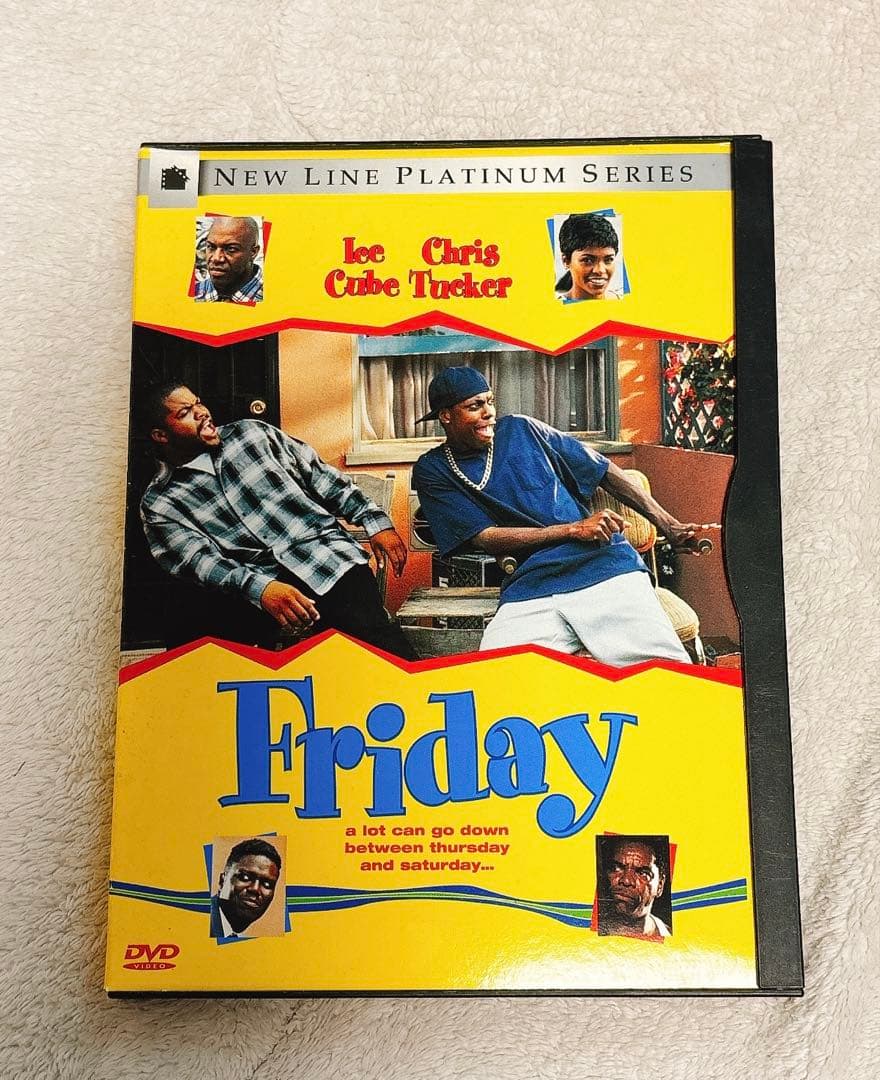 NEW LINE PLATINUM SERIES
Ice Chris
Cube Tucker
Friday
a lot can go down
between thursday
and saturday...
DVD
VIDEO